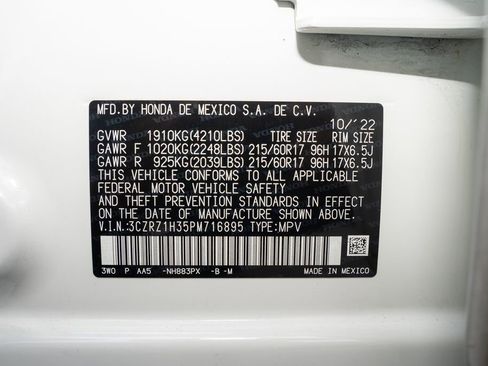 MFD.BY HONDA DE MEXICO S.A. DE C.V.
10/'22
GVWR 1910KG(4210LBS) TIRE SIZE RIM SIZE
GAWR F 1020KG(2248LBS) 215/60R17 96H 17X6.5J
GAWR R 925KG(2039LBS) 215/60R17 96H 17X6.5J
THIS VEHICLE CONFORMS TO ALL APPLICABLE
FEDERAL MOTOR VEHICLE SAFETY
AND THEFT PREVENTION STANDARDS IN EFFECT
ON THE DATE OF MANUFACTURE SHOWN ABOVE.
V.I.N:3CZRZ1H35PM716895 TYPE:MPV
3W0 P AA5 -NH883PX -B -M
MADE IN MEXICO